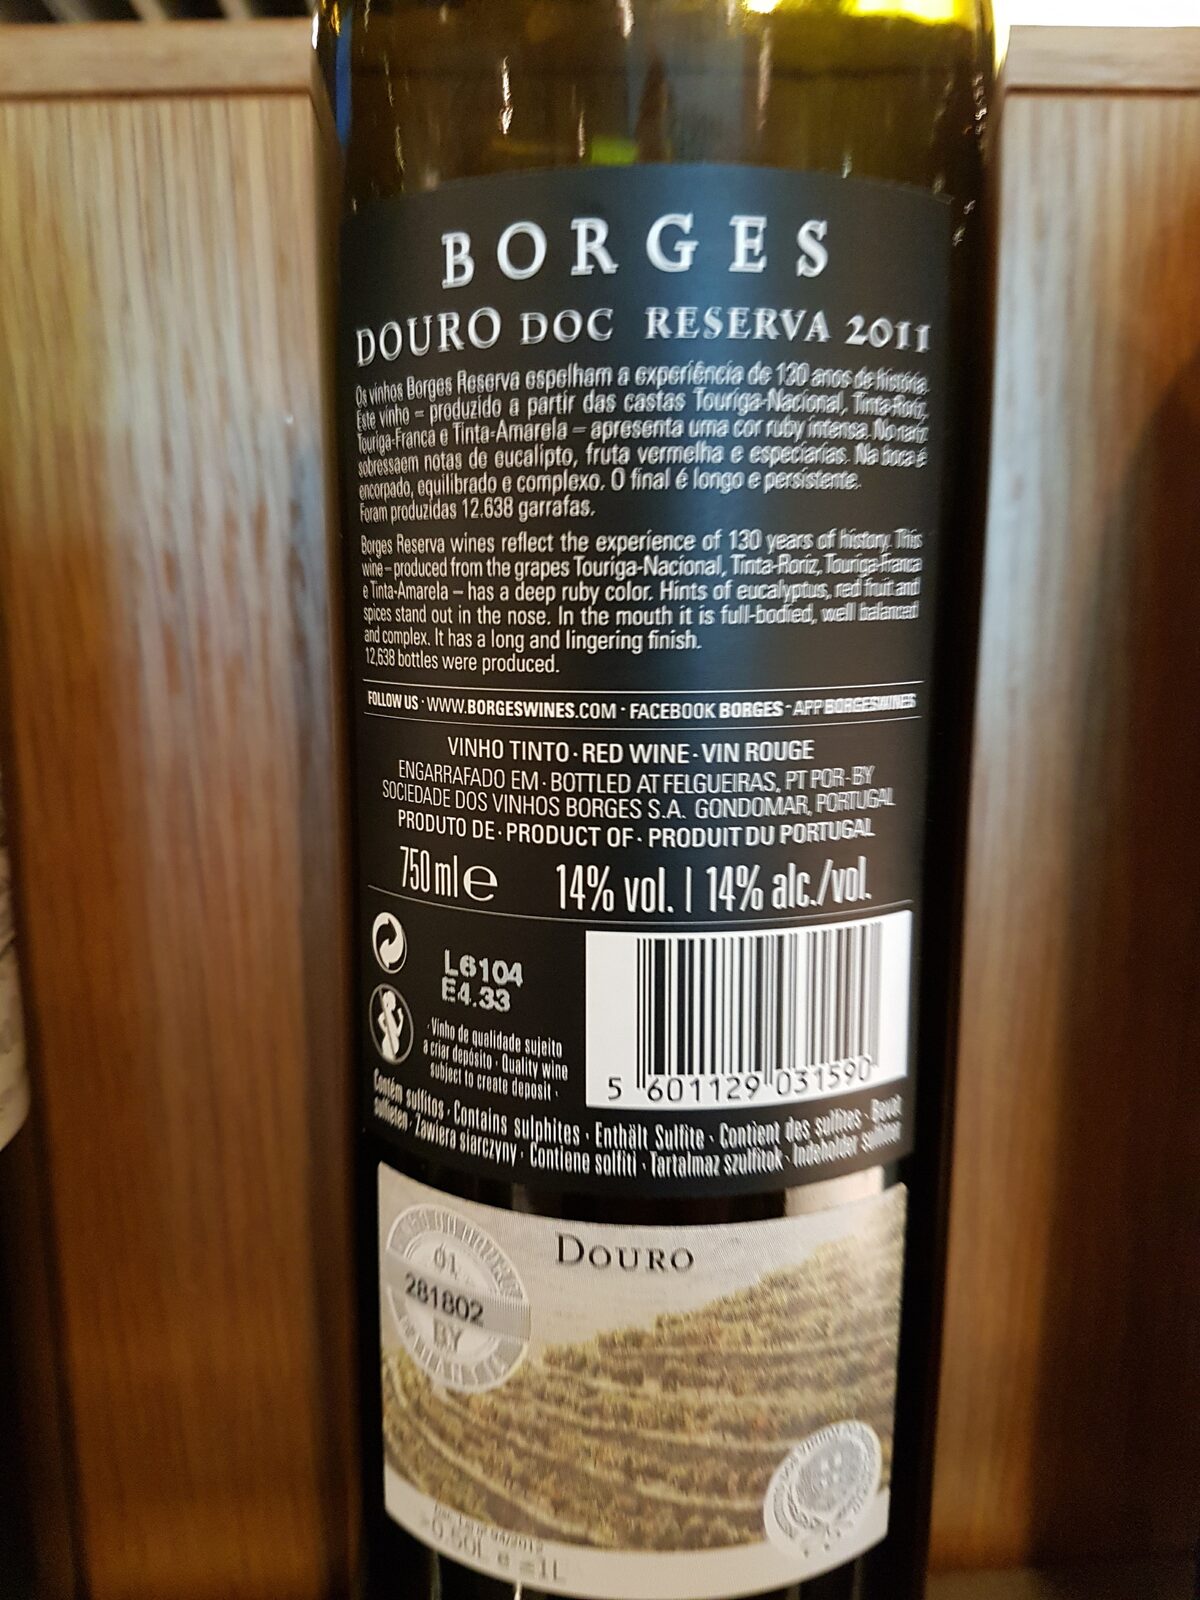 BORGES
DOURO DOC RESERVA 2011
Os vinhos Borges Reserva espelham a experiência de 130 anos de história.
Este vinho – produzido a partir das castas Touriga-Nacional, Tinta-Roriz,
Touriga-Franca e Tinta-Amarela – apresenta uma cor ruby intensa. No nariz
sobressaem notas de eucalipto, fruta vermelha e especiarias. Na boca é
encorpado, equilibrado e complexo. O final é longo e persistente.
Foram produzidas 12.638 garrafas.
Borges Reserva wines reflect the experience of 130 years of history. This
wine – produced from the grapes Touriga-Nacional, Tinta-Roriz, Touriga-Franca
e Tinta-Amarela – has a deep ruby color. Hints of eucalyptus, red fruit and
spices stand out in the nose. In the mouth it is full-bodied, well balanced
and complex. It has a long and lingering finish.
12,638 bottles were produced.
FOLLOW US · WWW.BORGESWINES.COM · FACEBOOK BORGES - APP BORGESWINES
VINHO TINTO · RED WINE · VIN ROUGE
ENGARRAFADO EM · BOTTLED AT FELGUEIRAS, PT POR - BY
SOCIEDADE DOS VINHOS BORGES S.A. GONDOMAR, PORTUGAL
PRODUTO DE · PRODUCT OF · PRODUIT DU PORTUGAL
750 ml e 14% vol. | 14% alc./vol.
L6104
E4.33
· Vinho de qualidade sujeito
a criar depósito · Quality wine
subject to create deposit ·
5 601129 031590
Contém sulfitos · Contains sulphites · Enthält Sulfite · Contient des sulfites · Bevat
sulfieten · Zawiera siarczyny · Contiene solfiti · Tartalmaz szulfitok · Indeholder sulfitter
DOURO
01
281802
BY
>0.50L e ≤1L